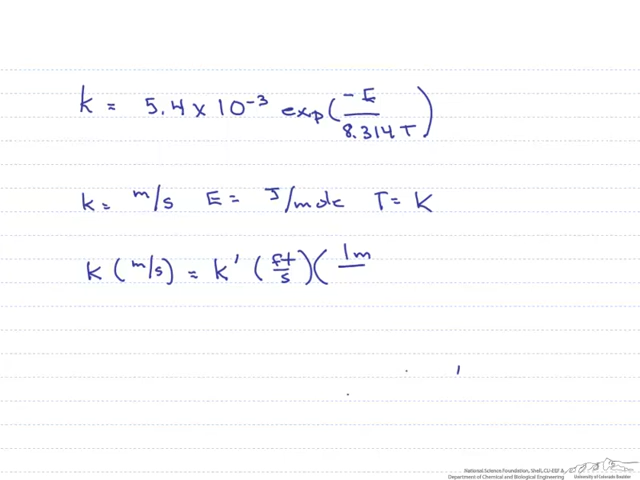 k = 5.4 x 10⁻³ exp(-E/8.314T)
k = m/s E = J/mole T = K
k (m/s) = k' (ft/s)(1m
National Science Foundation, Shell, CU-EEF A
Department of Chemical and Biological Engineering
University of Colorado Boulder